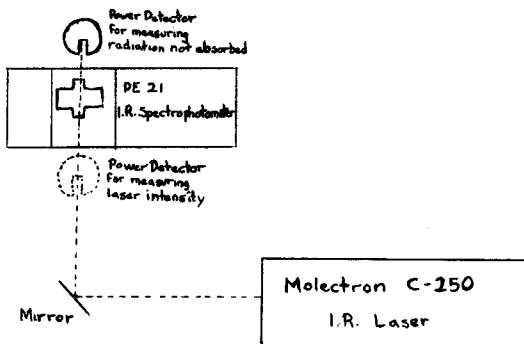 Power Detector
for measuring
radiation not absorbed
DE 21
I.R. Spectrophotometer
Power Detector
for measuring
laser intensity
Mirror
Molectron C-250
I.R. Laser